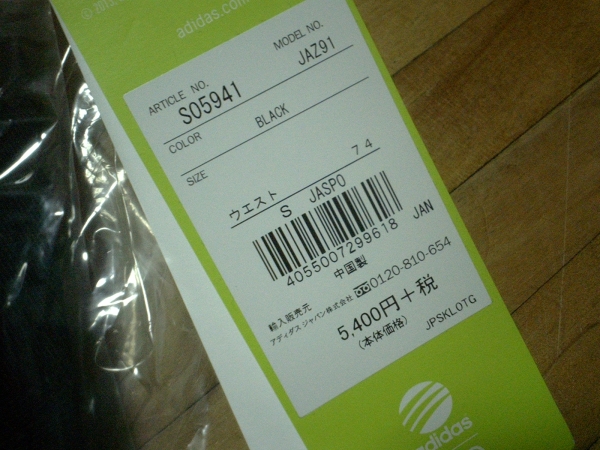 adidas.com
ARTICLE NO.
MODEL NO.
S05941
JAZ91
COLOR
BLACK
SIZE
ウエスト
74
S
JASPO
4055007299618
JAN
中国製
輸入販売元
アディダス ジャパン株式会社
0120-810-654
5,400円+税
(本体価格)
JPSKLOTG
adidas